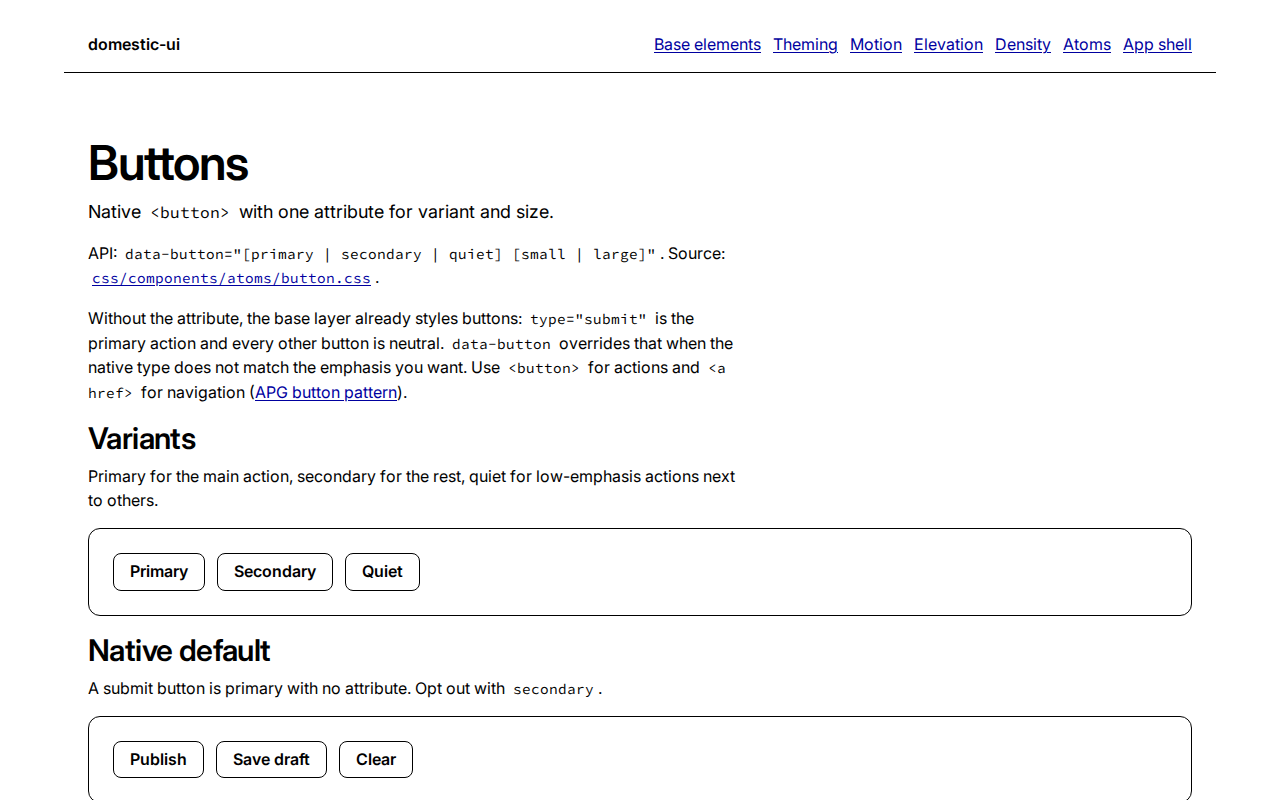 domestic-ui
Base elements Theming Motion Elevation Density Atoms App shell
Buttons
Native <button> with one attribute for variant and size.
API: data-button="[primary | secondary | quiet] [small | large]" . Source:
css/components/atoms/button.css .
Without the attribute, the base layer already styles buttons: type="submit" is the
primary action and every other button is neutral. data-button overrides that when the
native type does not match the emphasis you want. Use <button> for actions and <a
href> for navigation (APG button pattern).
Variants
Primary for the main action, secondary for the rest, quiet for low-emphasis actions next
to others.
Primary Secondary Quiet
Native default
A submit button is primary with no attribute. Opt out with secondary .
Publish Save draft Clear